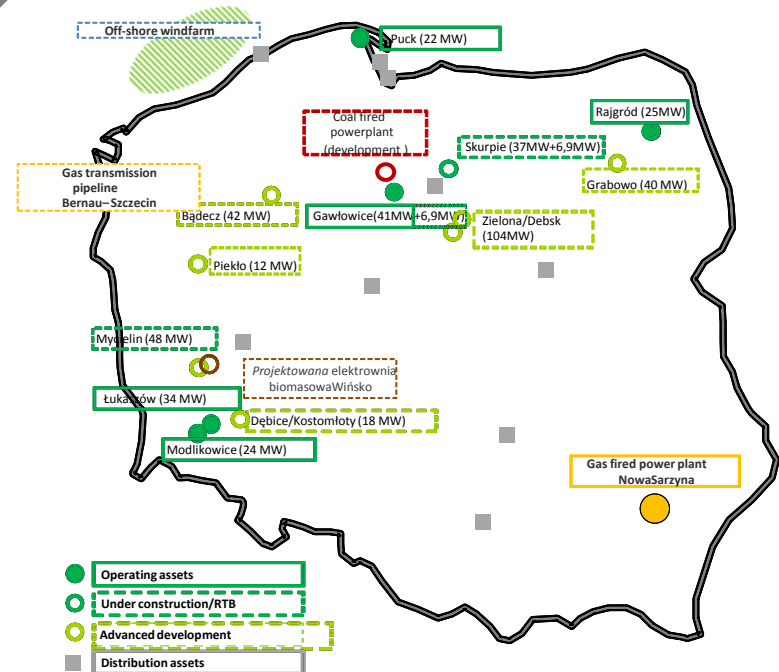 Off-shore windfarm
Puck (22 MW)
Coal fired
powerplant
(development )
Rajgród (25MW)
Skurpie (37MW+6,9MW)
Gas transmission
pipeline
Bernau–Szczecin
Grabowo (40 MW)
Bądecz (42 MW)
Gawłowice(41MW+6,9MW)
Zielona/Debsk
(104MW)
Piekło (12 MW)
Mycielin (48 MW)
Projektowana elektrownia
biomasowaWińsko
Łukaszów (34 MW)
Dębice/Kostomłoty (18 MW)
Modlikowice (24 MW)
Gas fired power plant
NowaSarzyna
Operating assets
Under construction/RTB
Advanced development
Distribution assets